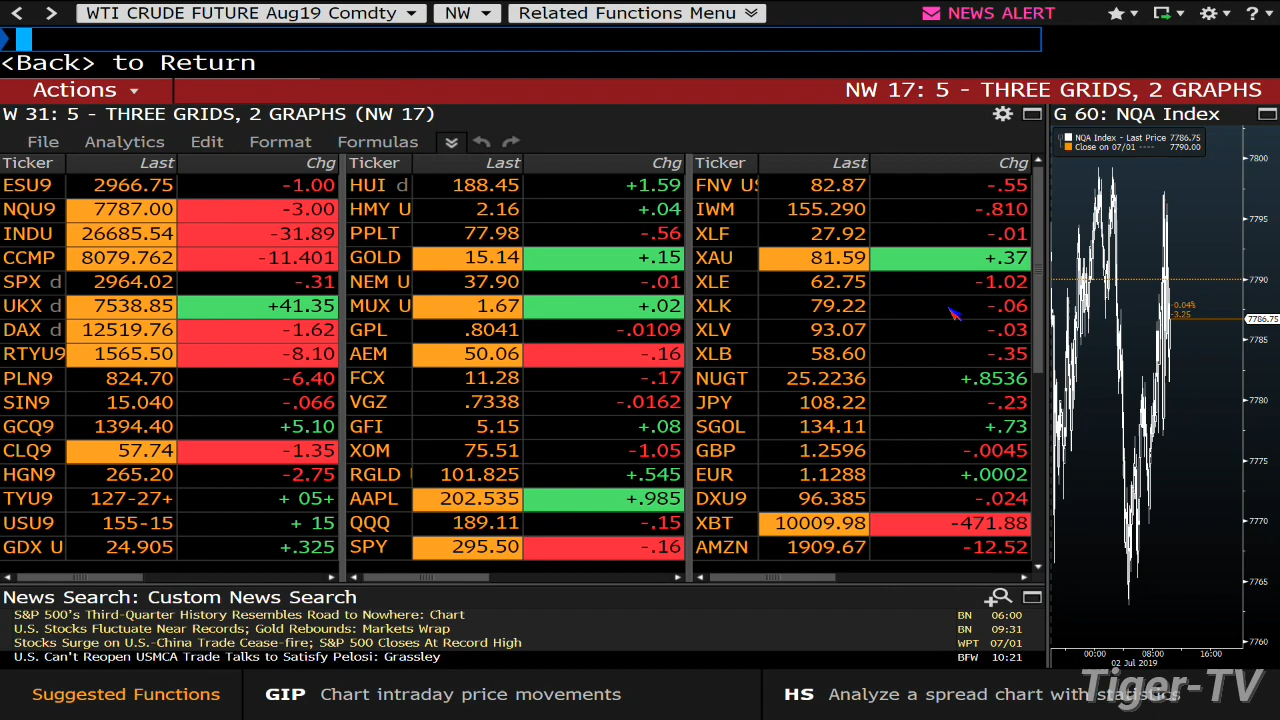 WTI CRUDE FUTURE Aug19 Comdty NW Related Functions Menu NEWS ALERT ?
<Back> to Return
Actions NW 17: 5 - THREE GRIDS, 2 GRAPHS
W 31: 5 - THREE GRIDS, 2 GRAPHS (NW 17)
File Analytics Edit Format Formulas
Ticker Last Chg Ticker Last Chg Ticker Last Chg
ESU9 2966.75 -1.00 HUI d 188.45 +1.59 FNV US 82.87 -.55
NQU9 7787.00 -3.00 HMY U 2.16 +.04 IWM 155.290 -.810
INDU 26685.54 -31.89 PPLT 77.98 -.56 XLF 27.92 -.01
CCMP 8079.762 -11.401 GOLD 15.14 +.15 XAU 81.59 +.37
SPX d 2964.02 -.31 NEM U 37.90 -.01 XLE 62.75 -1.02
UKX d 7538.85 +41.35 MUX U 1.67 +.02 XLK 79.22 -.06
DAX d 12519.76 -1.62 GPL .8041 -.0109 XLV 93.07 -.03
RTYU9 1565.50 -8.10 AEM 50.06 -.16 XLB 58.60 -.35
PLN9 824.70 -6.40 FCX 11.28 -.17 NUGT 25.2236 +.8536
SIN9 15.040 -.066 VGZ .7338 -.0162 JPY 108.22 -.23
GCQ9 1394.40 +5.10 GFI 5.15 +.08 SGOL 134.11 +.73
CLQ9 57.74 -1.35 XOM 75.51 -1.05 GBP 1.2596 -.0045
HGN9 265.20 -2.75 RGLD 101.825 +.545 EUR 1.1288 +.0002
TYU9 127-27+ + 05+ AAPL 202.535 +.985 DXU9 96.385 -.024
USU9 155-15 + 15 QQQ 189.11 -.15 XBT 10009.98 -471.88
GDX U 24.905 +.325 SPY 295.50 -.16 AMZN 1909.67 -12.52
G 60: NQA Index
NQA Index - Last Price 7786.75
Close on 07/01 ---- 7790.00
7800
7795
7790
-0.04%
-3.25
7786.75
7785
7780
7775
7770
7765
7760
00:00 08:00 16:00
02 Jul 2019
News Search: Custom News Search
S&P 500's Third-Quarter History Resembles Road to Nowhere: Chart BN 06:00
U.S. Stocks Fluctuate Near Records; Gold Rebounds: Markets Wrap BN 09:31
Stocks Surge on U.S.-China Trade Cease-fire; S&P 500 Closes At Record High WPT 07/01
U.S. Can't Reopen USMCA Trade Talks to Satisfy Pelosi: Grassley BFW 10:21
Suggested Functions GIP Chart intraday price movements HS Analyze a spread chart with statistics
Tiger-TV